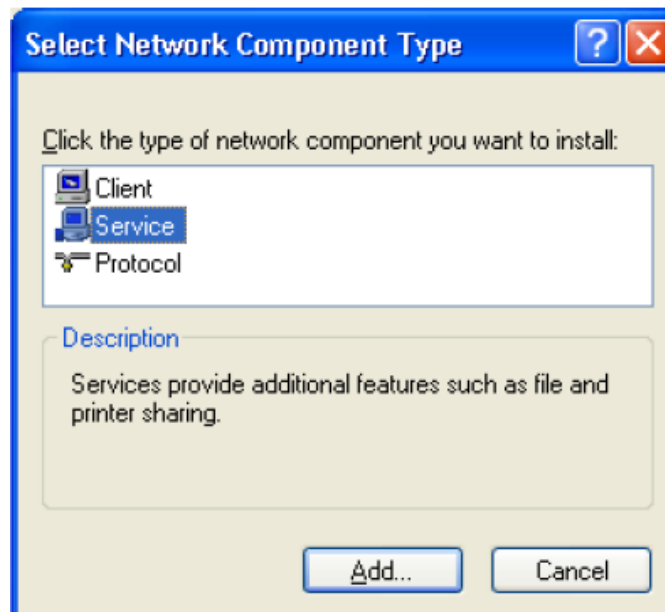 Select Network Component Type
Click the type of network component you want to install:
Client
Service
Protocol
Description
Services provide additional features such as file and
printer sharing.
Add... Cancel